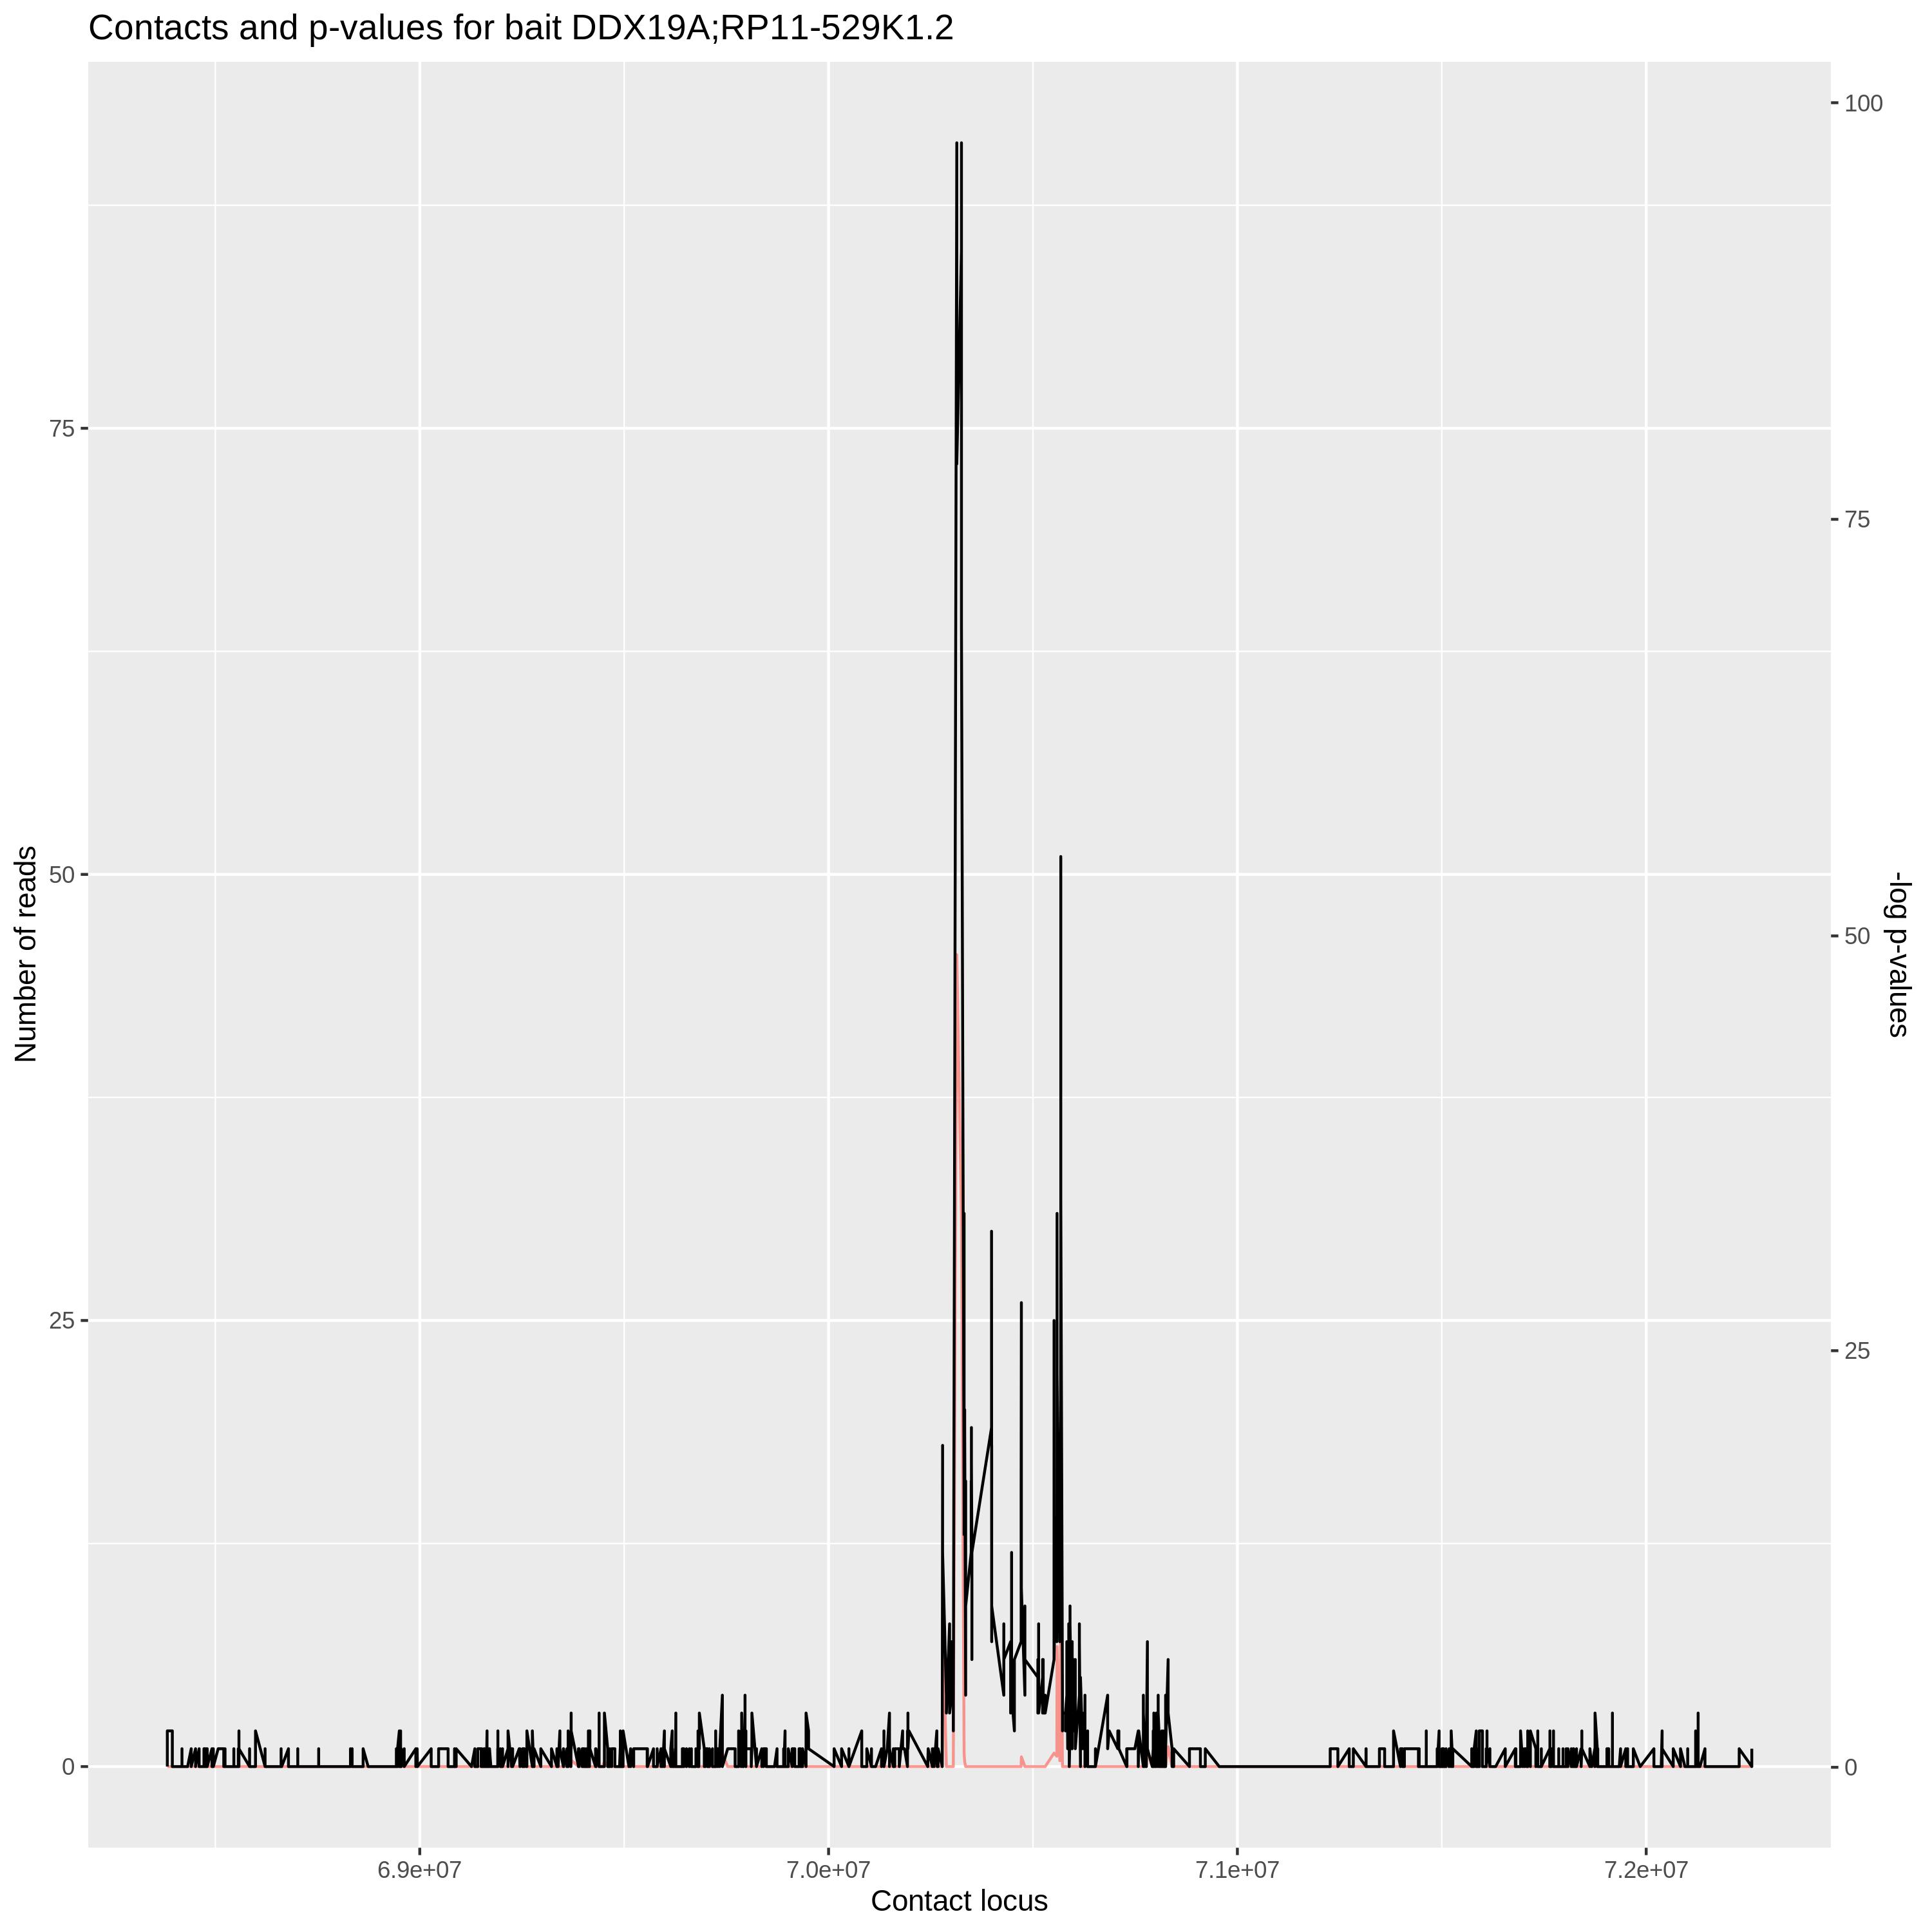 Contacts and p-values for bait DDX19A;RP11-529K1.2
100
75
75
Number of reads
50
50
-log p-values
25
25
0
0
6.9e+07
7.0e+07
7.1e+07
7.2e+07
Contact locus